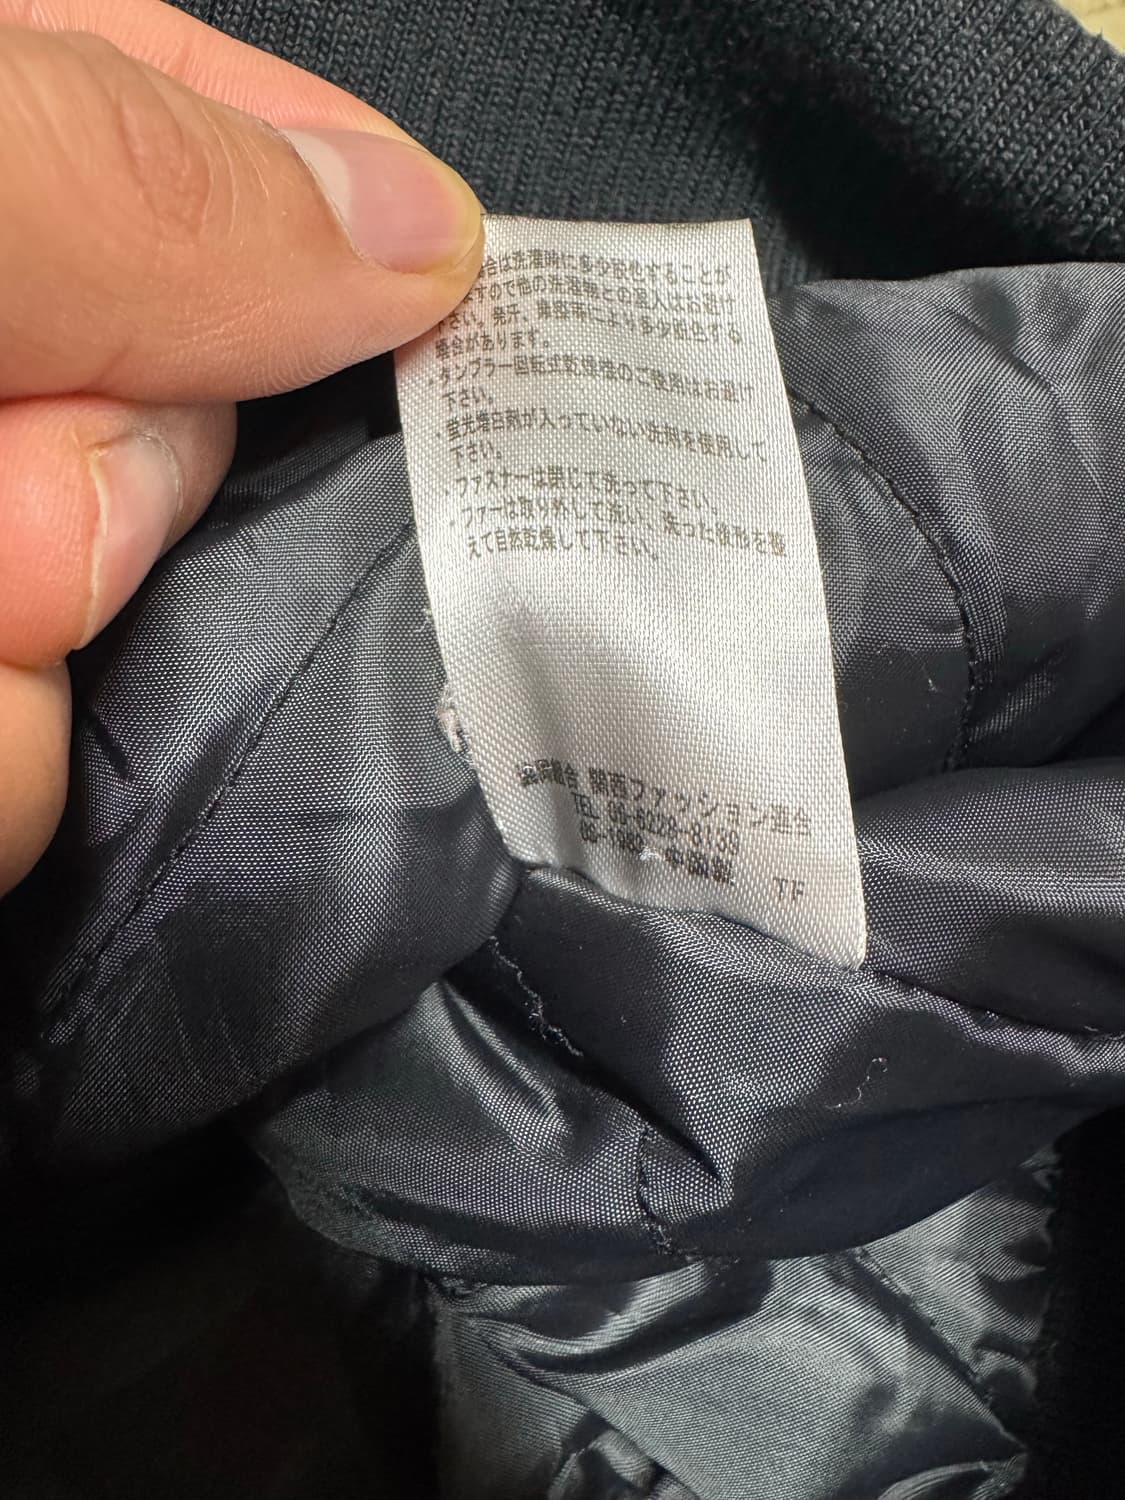 合は洗濯時に多少脱色することが
ますので他の洗濯物との混入はお避け
下さい。発汗、摩擦等により多少脱色する
場合があります。
・タンブラー回転式乾燥機のご使用はお避け
下さい。
・蛍光増白剤が入っていない洗剤を使用して
下さい。
・ファスナーは閉じて洗って下さい。
・ファーは取り外して洗い、洗った後形を整
えて自然乾燥して下さい。
協同組合 関西ファッション連合
TEL 06-6228-8139
中国製 TF